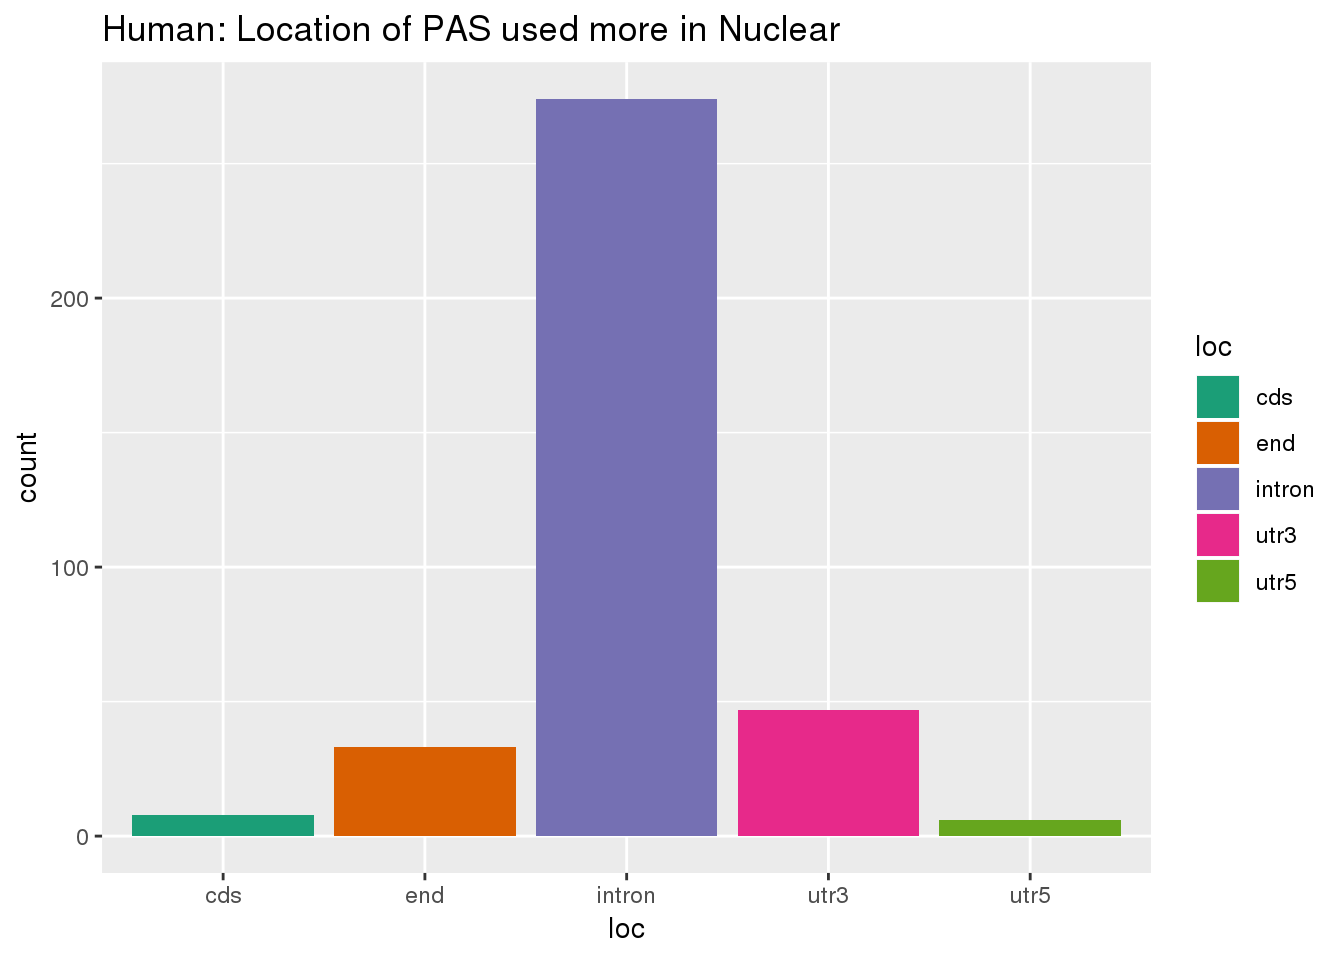 Human: Location of PAS used more in Nuclear
count
200
100
0
cds
end
intron
utr3
utr5
loc
loc
cds
end
intron
utr3
utr5